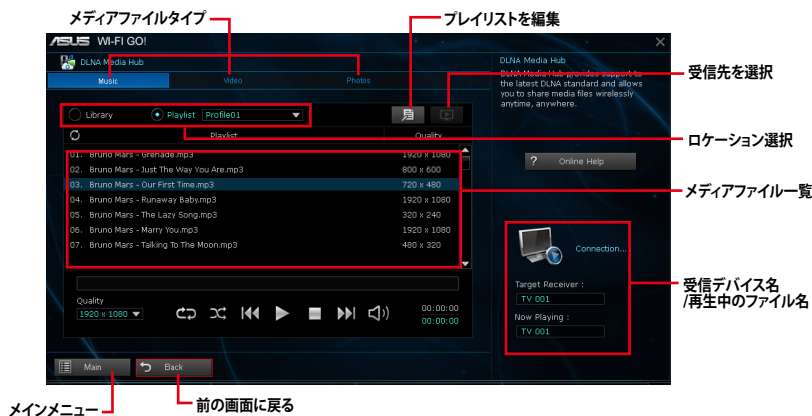 メディアファイルタイプ
プレイリストを編集
ASUS WI-FI GO!
DLNA Media Hub
Music
Video
Photos
DLNA Media Hub
DLNA Media Hub provides support to
the latest DLNA standard and allows
you to share media files wirelessly
anytime, anywhere.
受信先を選択
Library
Playlist
Profile01
ロケーション選択
Playlist
Quality
01. Bruno Mars - Grenade.mp3 1920 x 1080
02. Bruno Mars - Just The Way You Are.mp3 800 x 600
03. Bruno Mars - Our First Time.mp3 720 x 480
04. Bruno Mars - Runaway Baby.mp3 1920 x 1080
05. Bruno Mars - The Lazy Song.mp3 320 x 240
06. Bruno Mars - Marry You.mp3 1920 x 1080
07. Bruno Mars - Talking To The Moon.mp3 480 x 320
? Online Help
メディアファイル一覧
Connection...
Target Receiver :
TV 001
Now Playing :
TV 001
受信デバイス名
/再生中のファイル名
Quality
1920 x 1080
00:00:00
00:00:00
Main
Back
メインメニュー
前の画面に戻る